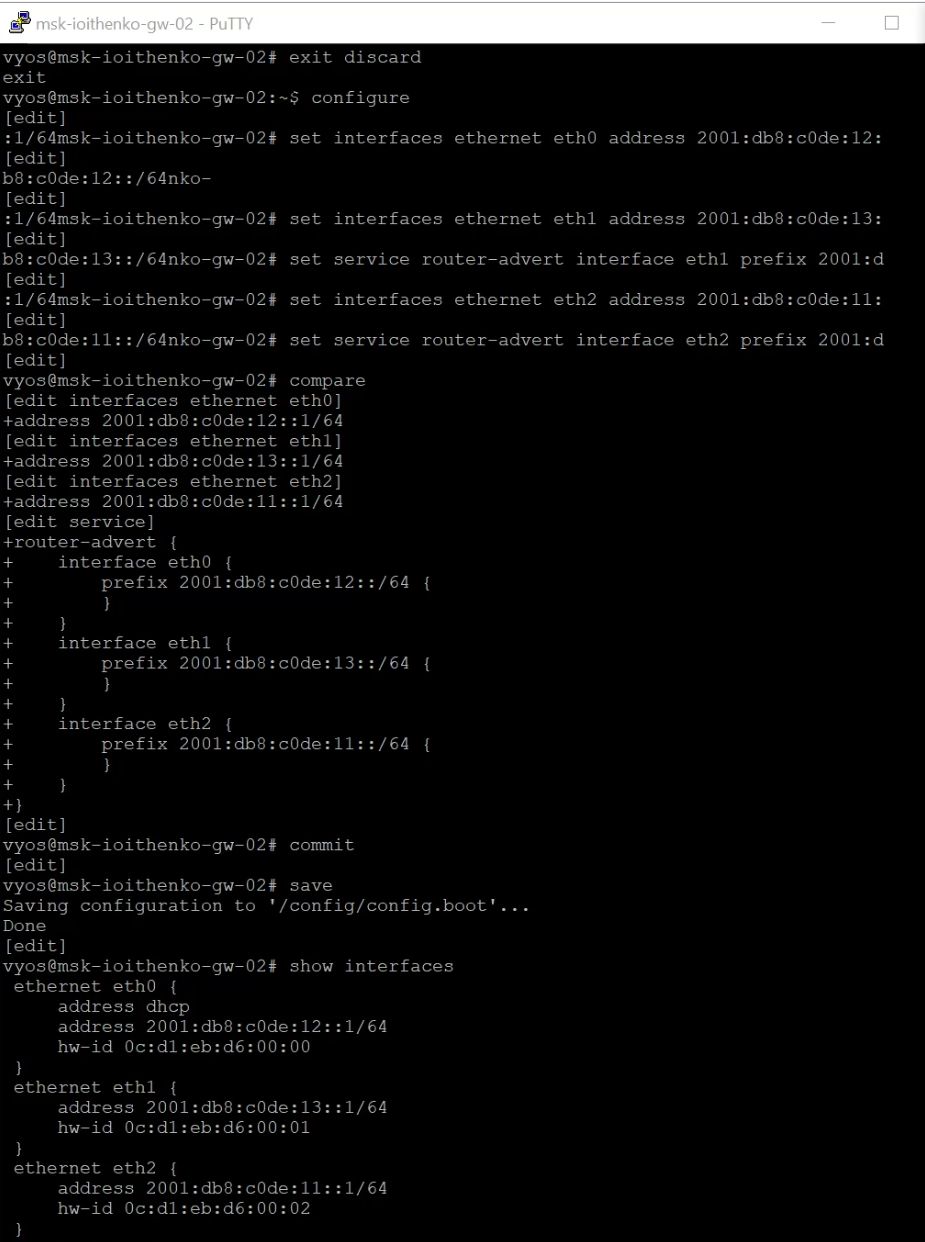 msk-ioithenko-gw-02 - PuTTY
vyos@msk-ioithenko-gw-02# exit discard
exit
vyos@msk-ioithenko-gw-02:~$ configure
[edit]
:1/64msk-ioithenko-gw-02# set interfaces ethernet eth0 address 2001:db8:c0de:12:
[edit]
b8:c0de:12::/64nko-
[edit]
:1/64msk-ioithenko-gw-02# set interfaces ethernet eth1 address 2001:db8:c0de:13:
[edit]
b8:c0de:13::/64nko-gw-02# set service router-advert interface eth1 prefix 2001:d
[edit]
:1/64msk-ioithenko-gw-02# set interfaces ethernet eth2 address 2001:db8:c0de:11:
[edit]
b8:c0de:11::/64nko-gw-02# set service router-advert interface eth2 prefix 2001:d
[edit]
vyos@msk-ioithenko-gw-02# compare
[edit interfaces ethernet eth0]
+address 2001:db8:c0de:12::1/64
[edit interfaces ethernet eth1]
+address 2001:db8:c0de:13::1/64
[edit interfaces ethernet eth2]
+address 2001:db8:c0de:11::1/64
[edit service]
+router-advert {
+    interface eth0 {
+        prefix 2001:db8:c0de:12::/64 {
+        }
+    }
+    interface eth1 {
+        prefix 2001:db8:c0de:13::/64 {
+        }
+    }
+    interface eth2 {
+        prefix 2001:db8:c0de:11::/64 {
+        }
+    }
+}
[edit]
vyos@msk-ioithenko-gw-02# commit
[edit]
vyos@msk-ioithenko-gw-02# save
Saving configuration to '/config/config.boot'...
Done
[edit]
vyos@msk-ioithenko-gw-02# show interfaces
 ethernet eth0 {
     address dhcp
     address 2001:db8:c0de:12::1/64
     hw-id 0c:d1:eb:d6:00:00
 }
 ethernet eth1 {
     address 2001:db8:c0de:13::1/64
     hw-id 0c:d1:eb:d6:00:01
 }
 ethernet eth2 {
     address 2001:db8:c0de:11::1/64
     hw-id 0c:d1:eb:d6:00:02
 }